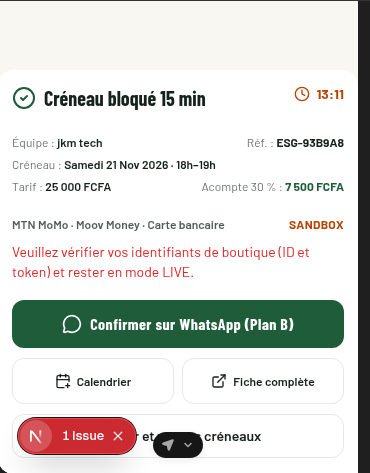 Créneau bloqué 15 min
13:11
Équipe : jkm tech
Réf. : ESG-93B9A8
Créneau : Samedi 21 Nov 2026 · 18h–19h
Tarif : 25 000 FCFA
Acompte 30 % : 7 500 FCFA
MTN MoMo · Moov Money · Carte bancaire
SANDBOX
Veuillez vérifier vos identifiants de boutique (ID et
token) et rester en mode LIVE.
Confirmer sur WhatsApp (Plan B)
Calendrier
Fiche complète
N 1 Issue
créneaux